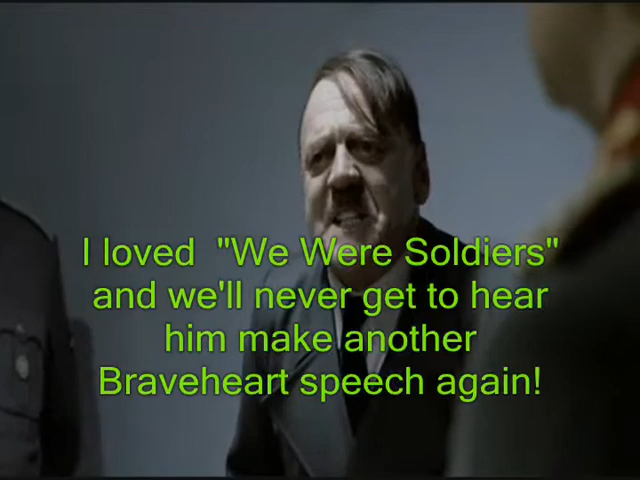 I loved  "We Were Soldiers"
and we'll never get to hear
him make another
Braveheart speech again!